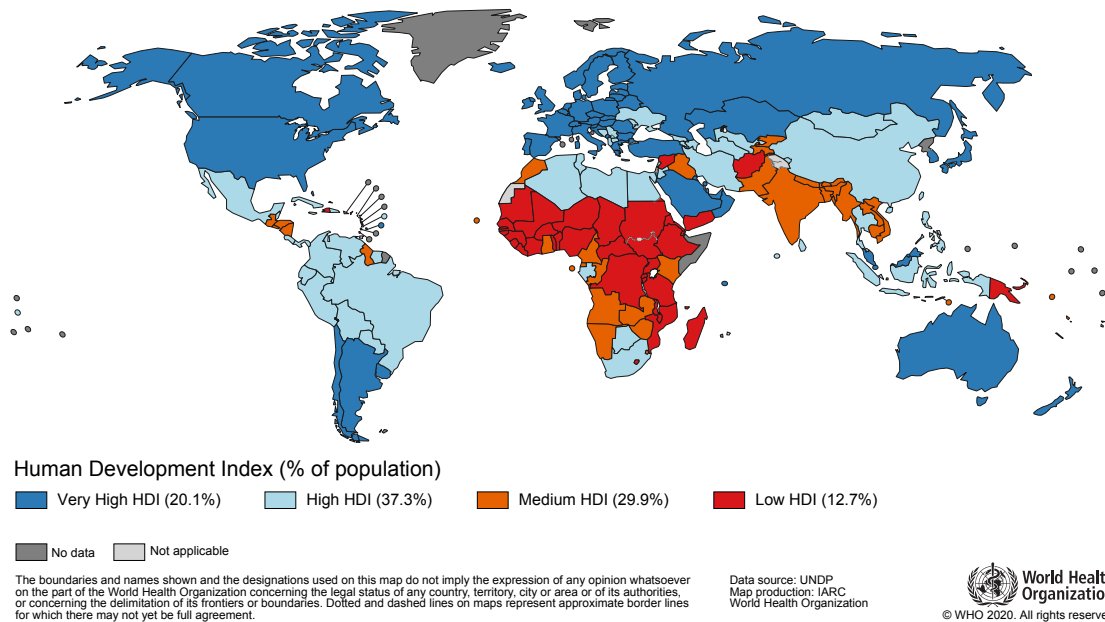 Human Development Index (% of population)
Very High HDI (20.1%)
High HDI (37.3%)
Medium HDI (29.9%)
Low HDI (12.7%)
No data
Not applicable
The boundaries and names shown and the designations used on this map do not imply the expression of any opinion whatsoever
on the part of the World Health Organization concerning the legal status of any country, territory, city or area or of its authorities,
or concerning the delimitation of its frontiers or boundaries. Dotted and dashed lines on maps represent approximate border lines
for which there may not yet be full agreement.
Data source: UNDP
Map production: IARC
World Health Organization
World Healt
Organizatio
© WHO 2020. All rights reserve